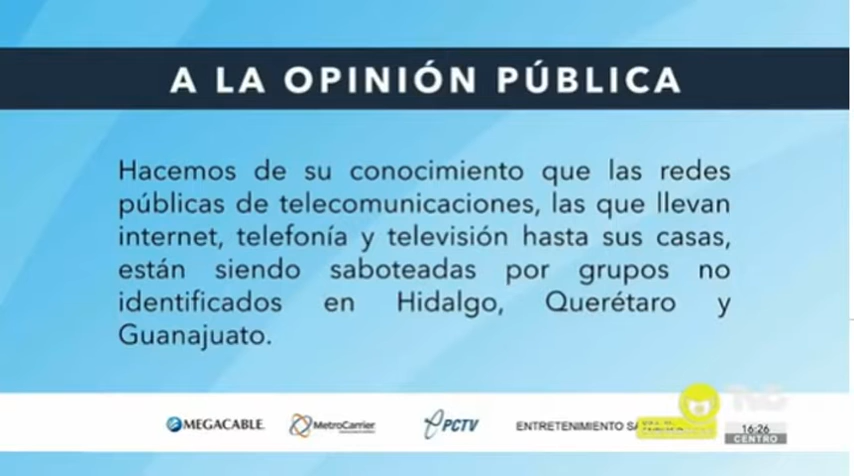 A LA OPINIÓN PÚBLICA
Hacemos de su conocimiento que las redes
públicas de telecomunicaciones, las que llevan
internet, telefonía y televisión hasta sus casas,
están siendo saboteadas por grupos no
identificados en Hidalgo, Querétaro y
Guanajuato.
MEGACABLE MetroCarrier PCTV ENTRETENIMIENTO
16:26
CENTRO